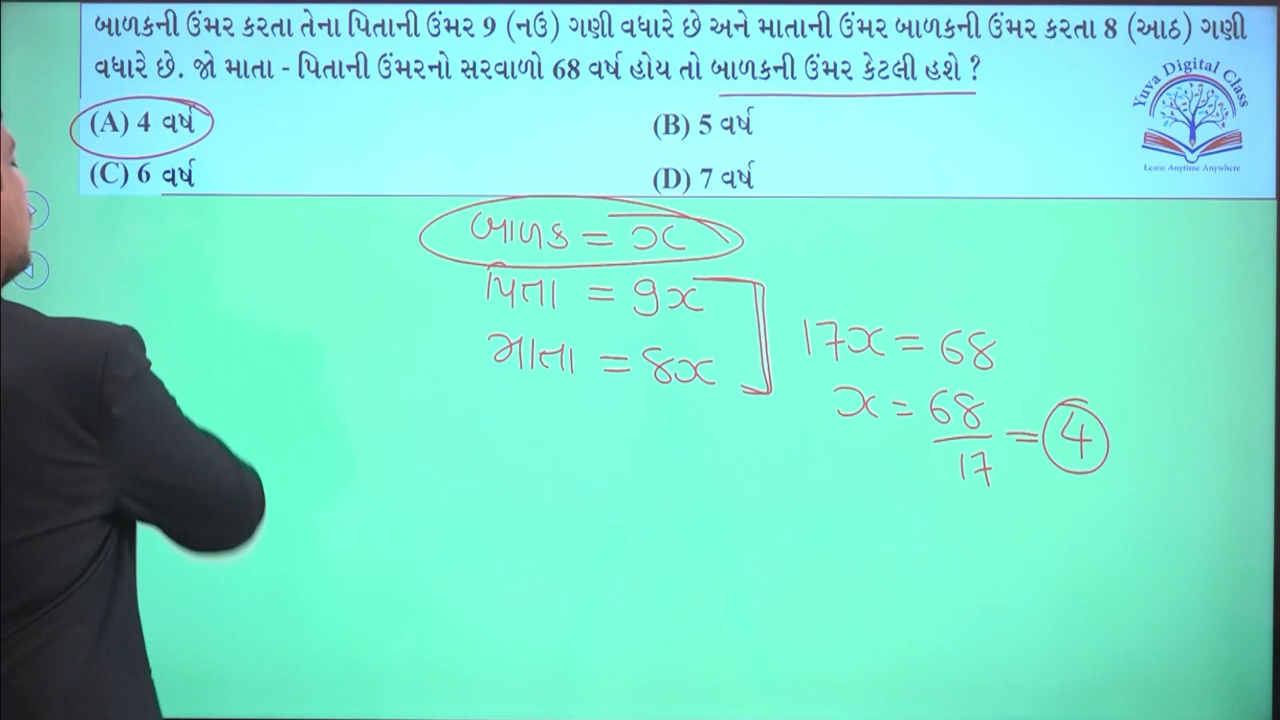 બાળકની ઉંમર કરતા તેના પિતાની ઉંમર 9 (નઉ) ગણી વધારે છે અને માતાની ઉંમર બાળકની ઉંમર કરતા 8 (આઠ) ગણી
વધારે છે. જો માતા - પિતાની ઉંમરનો સરવાળો 68 વર્ષ હોય તો બાળકની ઉંમર કેટલી હશે ?
(A) 4 વર્ષ
(B) 5 વર્ષ
(C) 6 વર્ષ
(D) 7 વર્ષ
Yuva Digital Class
Learn Anytime Anywhere
બાળક = x
પિતા = 9x
માતા = 8x
17x = 68
x = 68/17 = 4